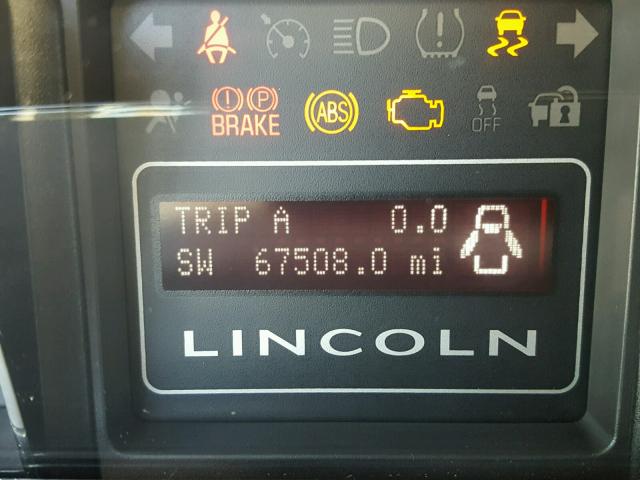 (!) (P)
BRAKE
(ABS)
OFF
TRIP A 0.0
SW 67508.0 mi
LINCOLN